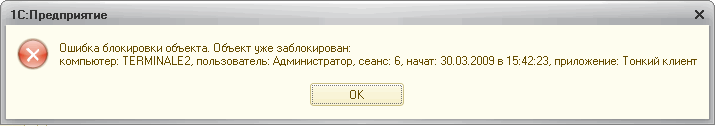 1С:Предприятие
Ошибка блокировки объекта. Объект уже заблокирован:
компьютер: TERMINALE2, пользователь: Администратор, сеанс: 6, начат: 30.03.2009 в 15:42:23, приложение: Тонкий клиент
OK